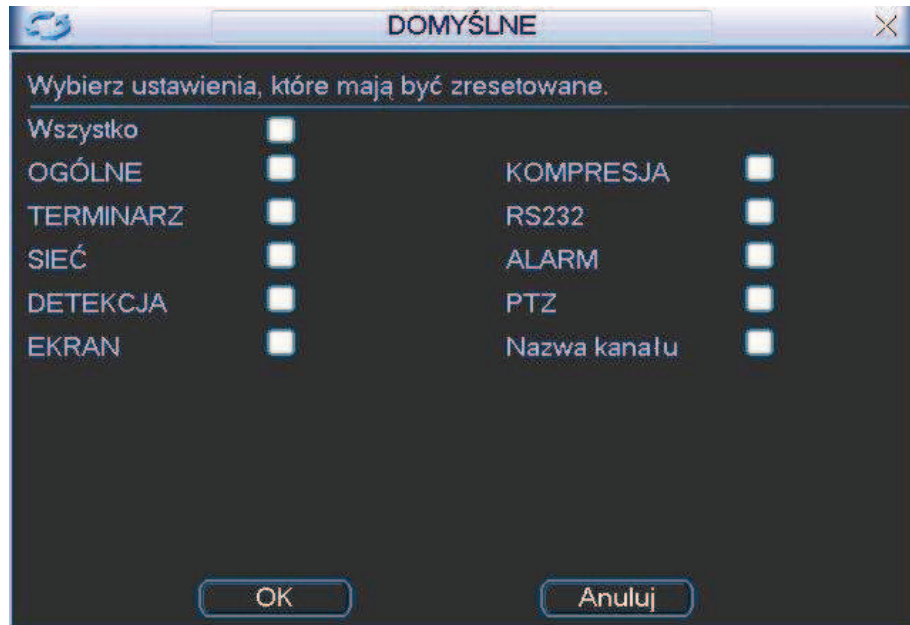 DOMYŚLNE
Wybierz ustawienia, które mają być zresetowane.
Wszystko
OGÓLNE KOMPRESJA
TERMINARZ RS232
SIEĆ ALARM
DETEKCJA PTZ
EKRAN Nazwa kanału
OK Anuluj